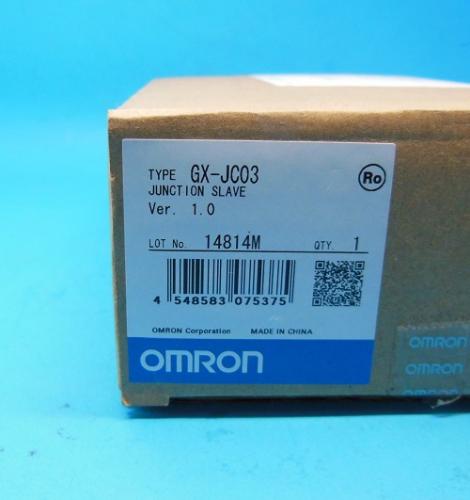 TYPE GX-JC03
JUNCTION SLAVE
Ver. 1.0
Ro
LOT No. 14814M QTY. 1
4 548583 075375
OMRON Corporation MADE IN CHINA
OMRON
OMRON
OMRON
OMRON